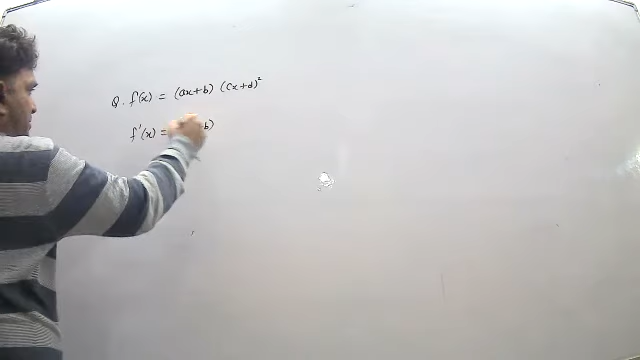 Q. f(x) = (ax+b) (cx+d)²
f'(x) = b)